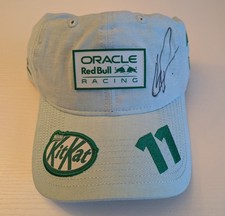 ORACLE
Red Bull
RACING
KitKat
11